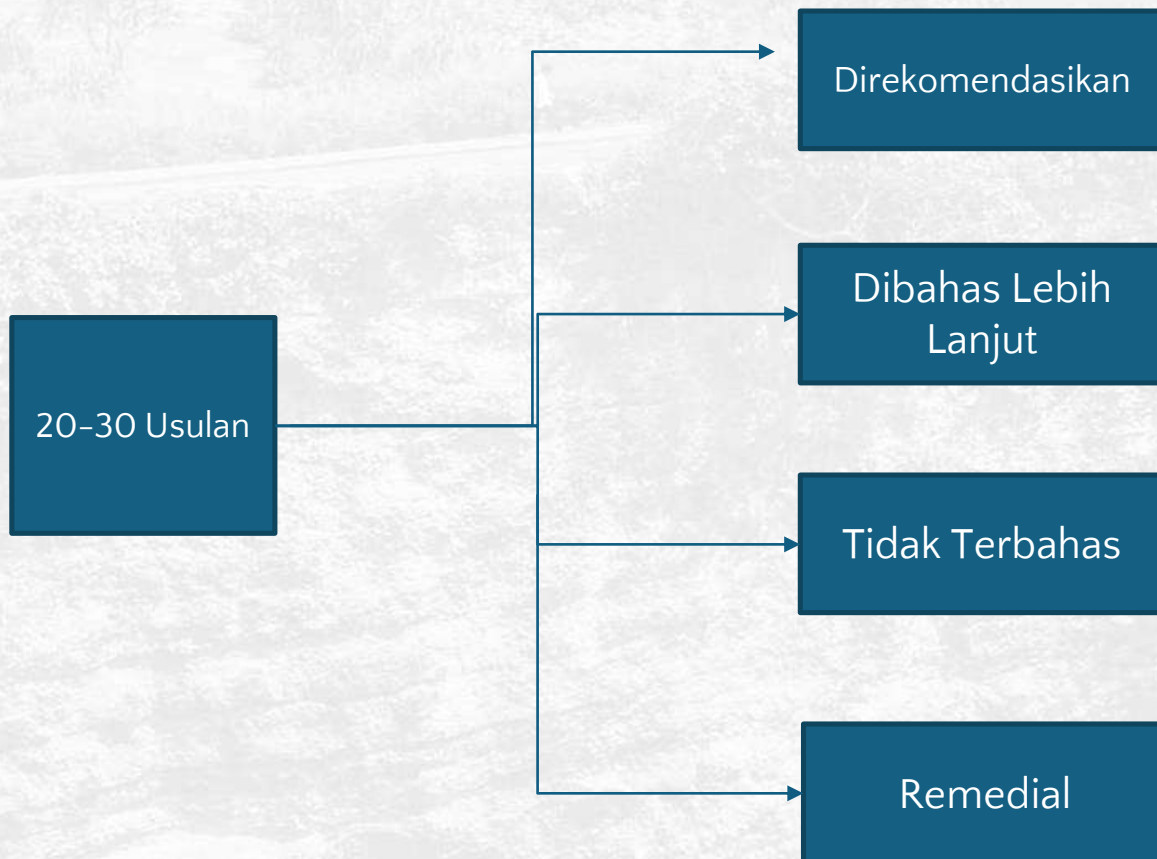 Direkomendasikan
Dibahas Lebih
Lanjut
20-30 Usulan
Tidak Terbahas
Remedial